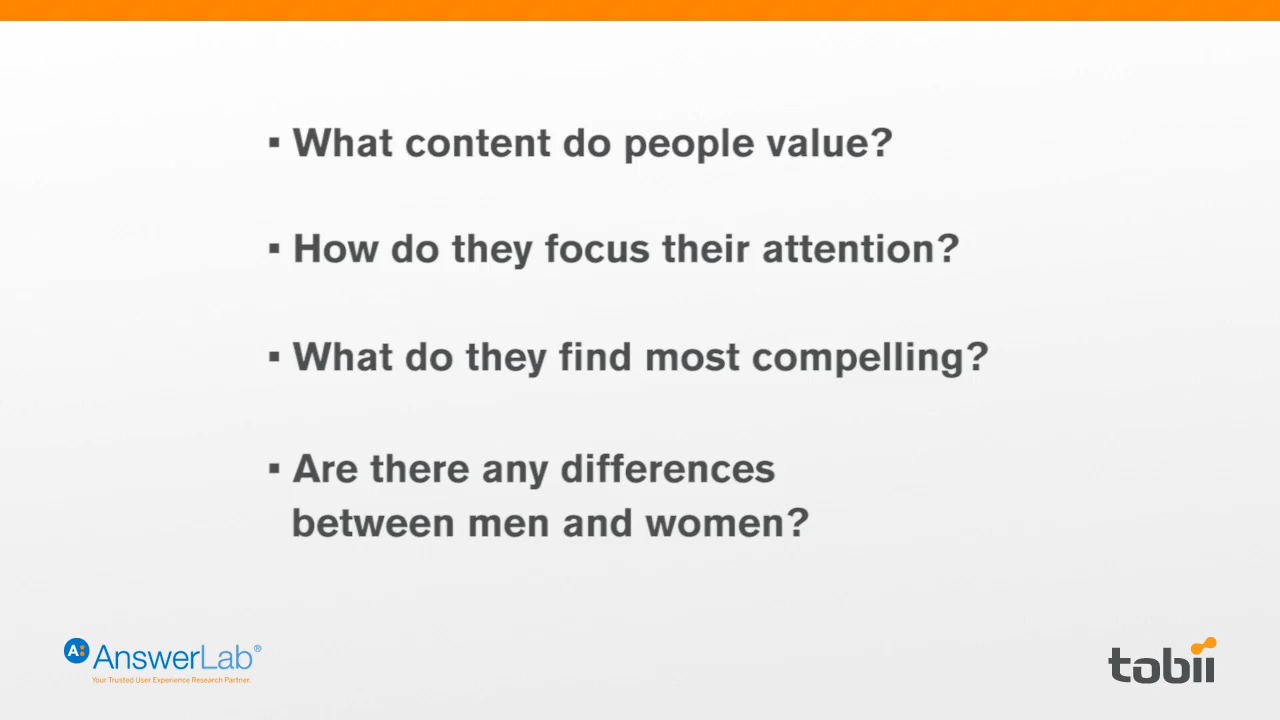 ▪ What content do people value?
▪ How do they focus their attention?
▪ What do they find most compelling?
▪ Are there any differences
between men and women?
A: AnswerLab®
Your Trusted User Experience Research Partner.
tobii